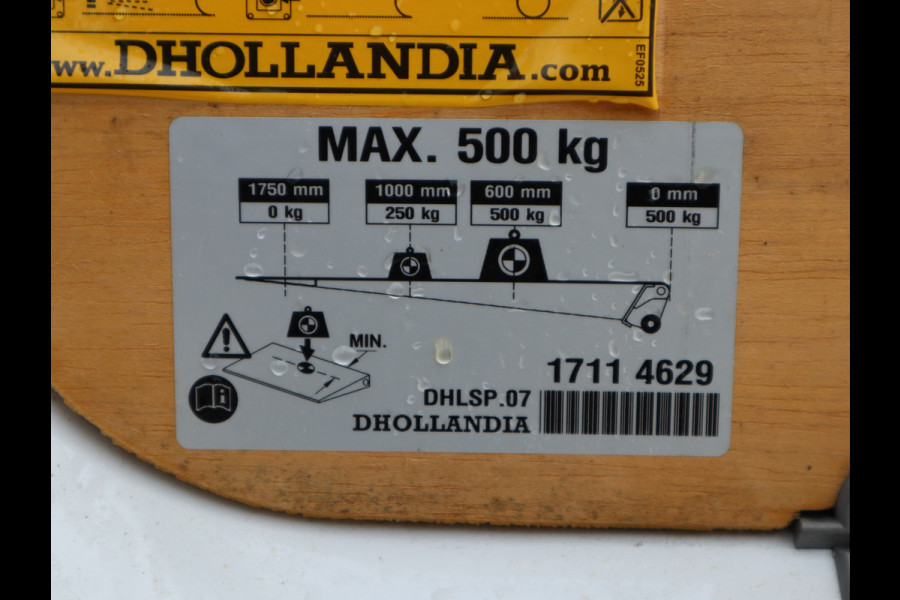 www.DHOLLANDIA.com
EF0525
MAX. 500 kg
1750 mm 1000 mm 600 mm 0 mm
0 kg 250 kg 500 kg 500 kg
MIN.
1711 4629
DHLSP.07
DHOLLANDIA